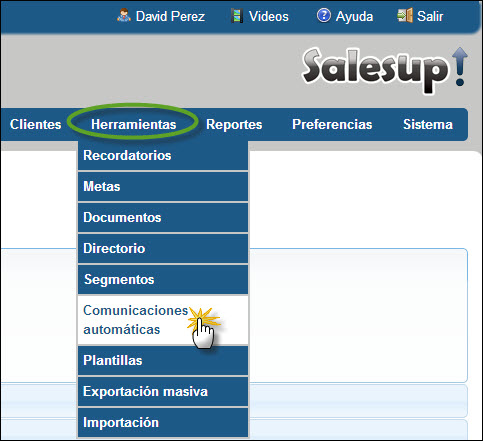 David Perez Videos Ayuda Salir
Salesup!
Clientes Herramientas Reportes Preferencias Sistema
Recordatorios
Metas
Documentos
Directorio
Segmentos
Comunicaciones
automáticas
Plantillas
Exportación masiva
Importación